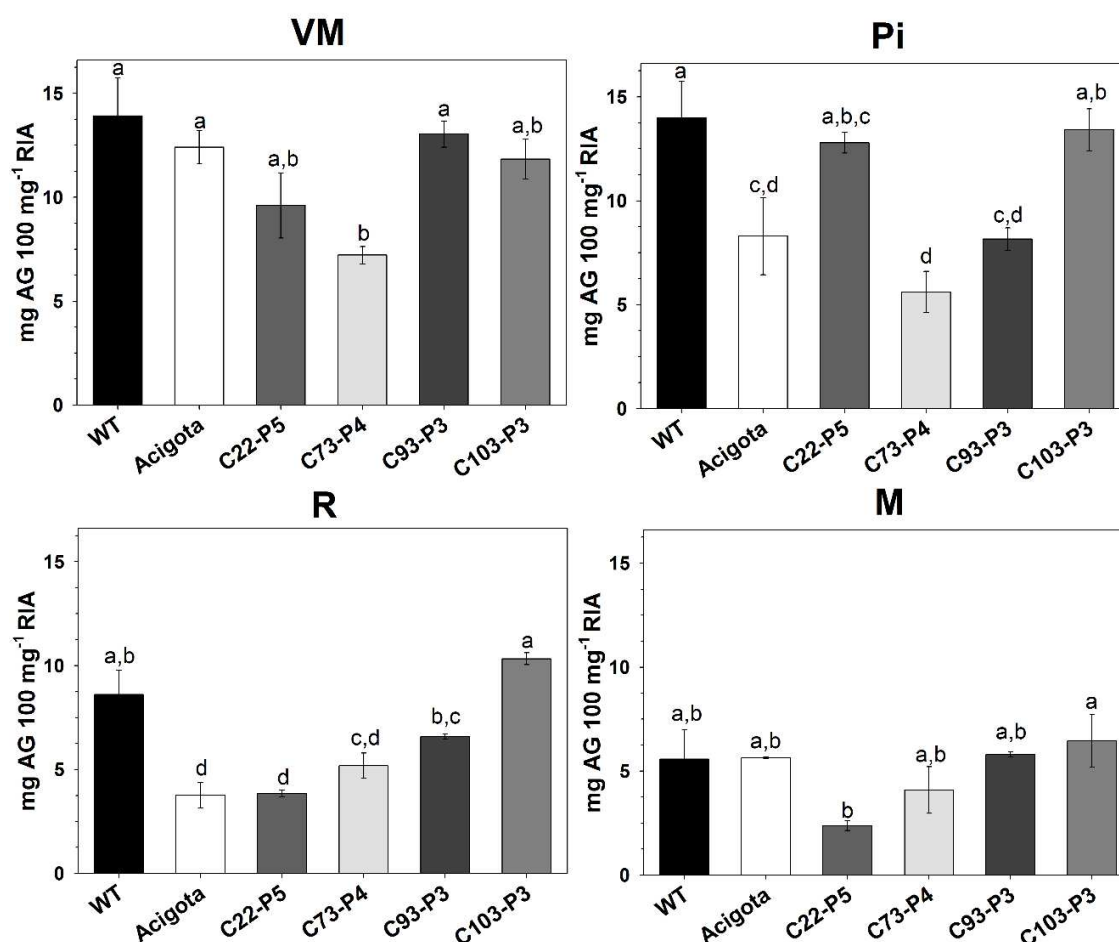 VM
mg AG 100 mg⁻¹ RIA
15
10
5
0
a
a
a,b
b
a
a,b
WT
Acigota
C22-P5
C73-P4
C93-P3
C103-P3
Pi
mg AG 100 mg⁻¹ RIA
15
10
5
0
a
c,d
a,b,c
d
c,d
a,b
WT
Acigota
C22-P5
C73-P4
C93-P3
C103-P3
R
mg AG 100 mg⁻¹ RIA
15
10
5
0
a,b
d
d
c,d
b,c
a
WT
Acigota
C22-P5
C73-P4
C93-P3
C103-P3
M
mg AG 100 mg⁻¹ RIA
15
10
5
0
a,b
a,b
b
a,b
a,b
a
WT
Acigota
C22-P5
C73-P4
C93-P3
C103-P3